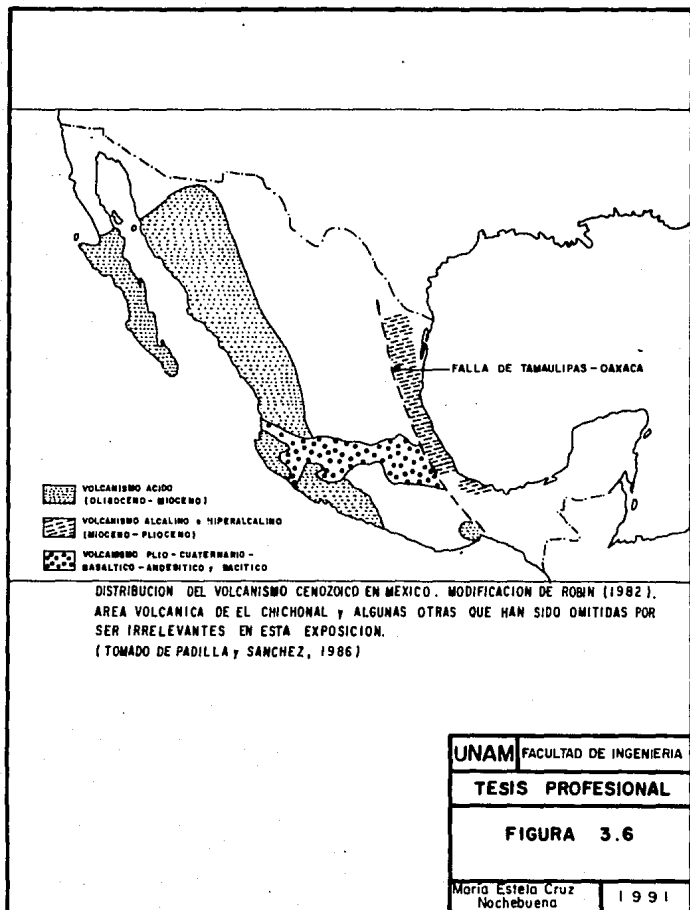 FALLA DE TAMAULIPAS - OAXACA
VOLCANISMO ACIDO
(OLIGOCENO - MIOCENO)
VOLCANISMO ALCALINO e HIPERALCALINO
(MIOCENO - PLIOCENO)
VOLCANISMO PLIO - CUATERNARIO -
BASALTICO - ANDESITICO y DACITICO
DISTRIBUCION DEL VOLCANISMO CENOZOICO EN MEXICO. MODIFICACION DE ROBIN (1982).
AREA VOLCANICA DE EL CHICHONAL y ALGUNAS OTRAS QUE HAN SIDO OMITIDAS POR
SER IRRELEVANTES EN ESTA EXPOSICION.
(TOMADO DE PADILLA y SANCHEZ, 1986)
UNAM FACULTAD DE INGENIERIA
TESIS PROFESIONAL
FIGURA 3.6
María Estela Cruz
Nochebuena
1991